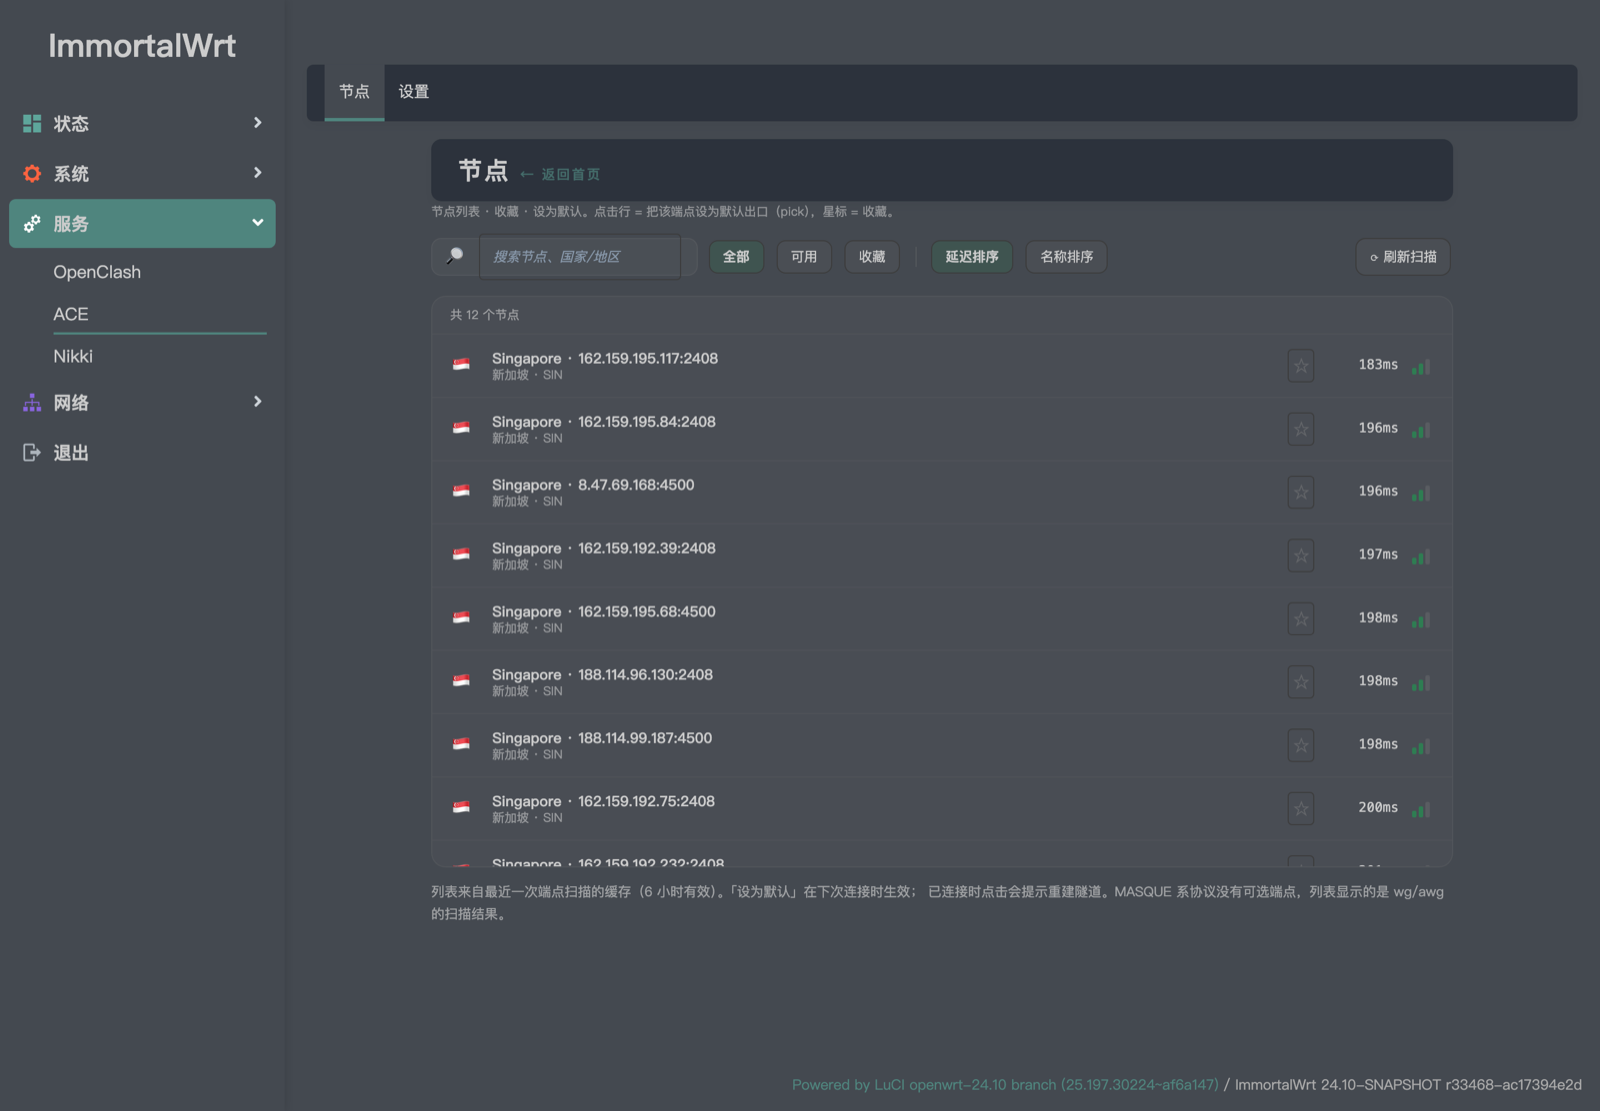 ImmortalWrt
状态
系统
服务
OpenClash
ACE
Nikki
网络
退出
节点 设置
节点 ← 返回首页
节点列表 · 收藏 · 设为默认。点击行 = 把该端点设为默认出口（pick），星标 = 收藏。
搜索节点、国家/地区 全部 可用 收藏 延迟排序 名称排序 刷新扫描
共 12 个节点
Singapore · 162.159.195.117:2408
新加坡 · SIN
183ms
Singapore · 162.159.195.84:2408
新加坡 · SIN
196ms
Singapore · 8.47.69.168:4500
新加坡 · SIN
196ms
Singapore · 162.159.192.39:2408
新加坡 · SIN
197ms
Singapore · 162.159.195.68:4500
新加坡 · SIN
198ms
Singapore · 188.114.96.130:2408
新加坡 · SIN
198ms
Singapore · 188.114.99.187:4500
新加坡 · SIN
198ms
Singapore · 162.159.192.75:2408
新加坡 · SIN
200ms
Singapore · 162.159.192.232:2408
列表来自最近一次端点扫描的缓存（6 小时有效）。「设为默认」在下次连接时生效； 已连接时点击会提示重建隧道。MASQUE 系协议没有可选端点，列表显示的是 wg/awg
的扫描结果。
Powered by LuCI openwrt-24.10 branch (25.197.30224~af6a147) / ImmortalWrt 24.10-SNAPSHOT r33468-ac17394e2d